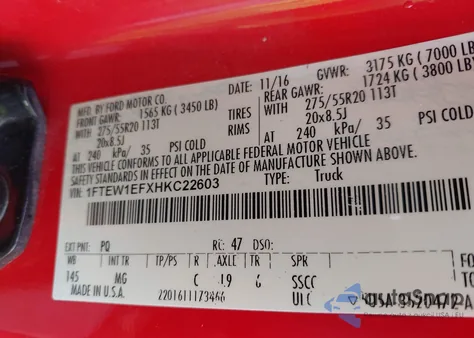 MFD. BY FORD MOTOR CO.
DATE: 11/16 GVWR: 3175 KG ( 7000 LB)
FRONT GAWR: 1565 KG ( 3450 LB) REAR GAWR: 1724 KG ( 3800 LB)
WITH 275/55R20 113T TIRES WITH 275/55R20 113T
20x8.5J RIMS 20x8.5J
AT 240 kPa/ 35 PSI COLD AT 240 kPa/ 35 PSI COLD
THIS VEHICLE CONFORMS TO ALL APPLICABLE FEDERAL MOTOR VEHICLE
SAFETY STANDARDS IN EFFECT ON THE DATE OF MANUFACTURE SHOWN ABOVE.
VIN: 1FTEW1EFXHKC22603 TYPE: Truck
EXT PNT: PQ RC: 47 DSO:
WB INT TR TP/PS R AXLE TR SPR
145 MG C L9 6 SSCC
MADE IN U.S.A. 2201611173466